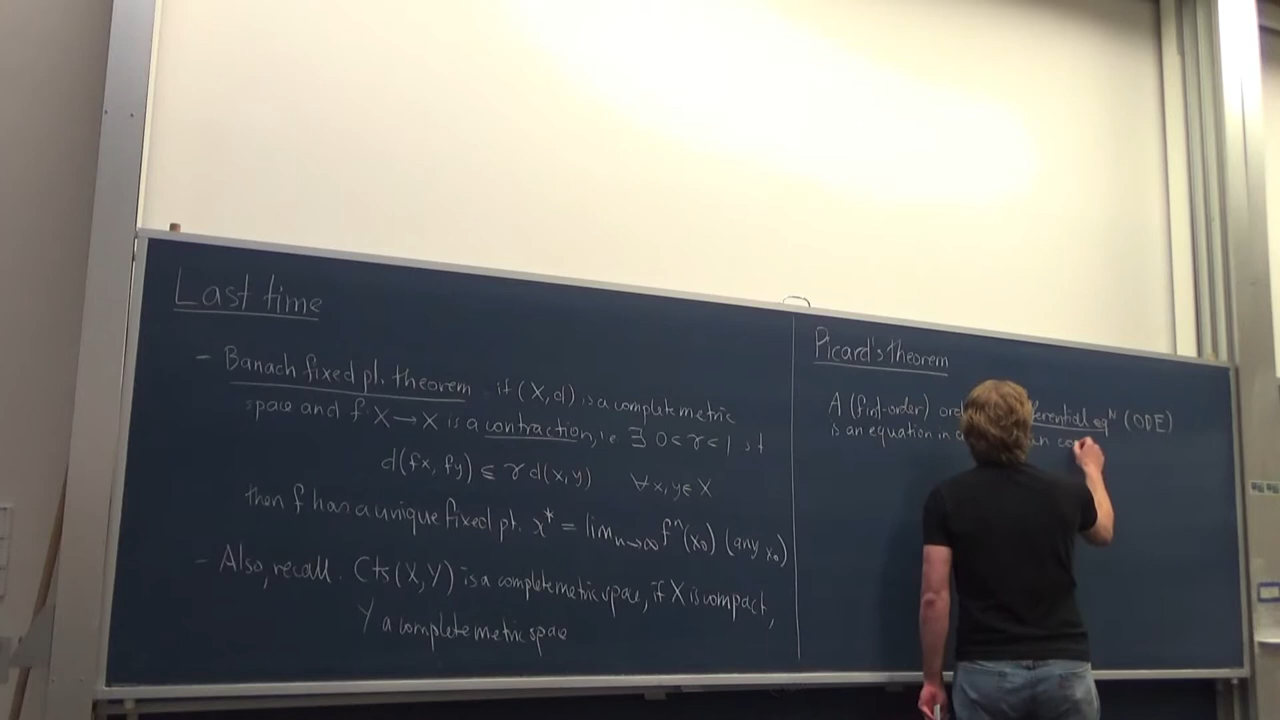 Last time
- Banach fixed pt. theorem. if (X,d) is a complete metric
space and f: X→X is a contraction, i.e. ∃ 0<r<1 st
d(fx, fy) ≤ r d(x,y) ∀x,y∈X
then f has a unique fixed pt. x* = lim_{n→∞} fⁿ(x₀) (any x₀)
- Also, recall. Cts(X,Y) is a complete metric space, if X is compact,
Y a complete metric space
Picard's theorem
A (first-order) eq^N (ODE)
is an equation in